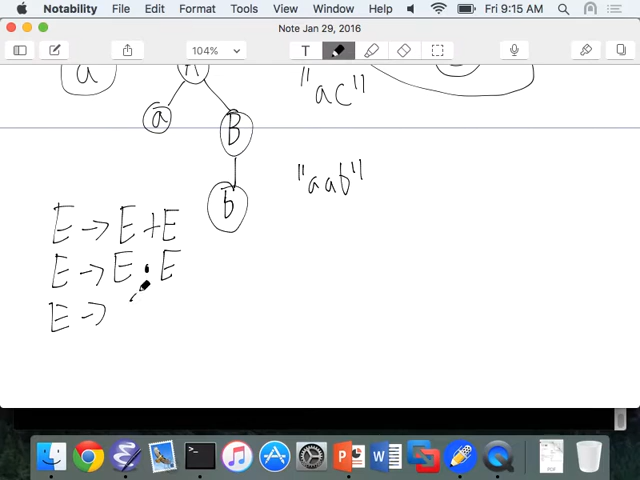 Notability File Edit Format Tools View Window Help Fri 9:15 AM
Note Jan 29, 2016
104% T
a A "ac"
a
B
"aab"
b
E → E + E
E → E · E
E →